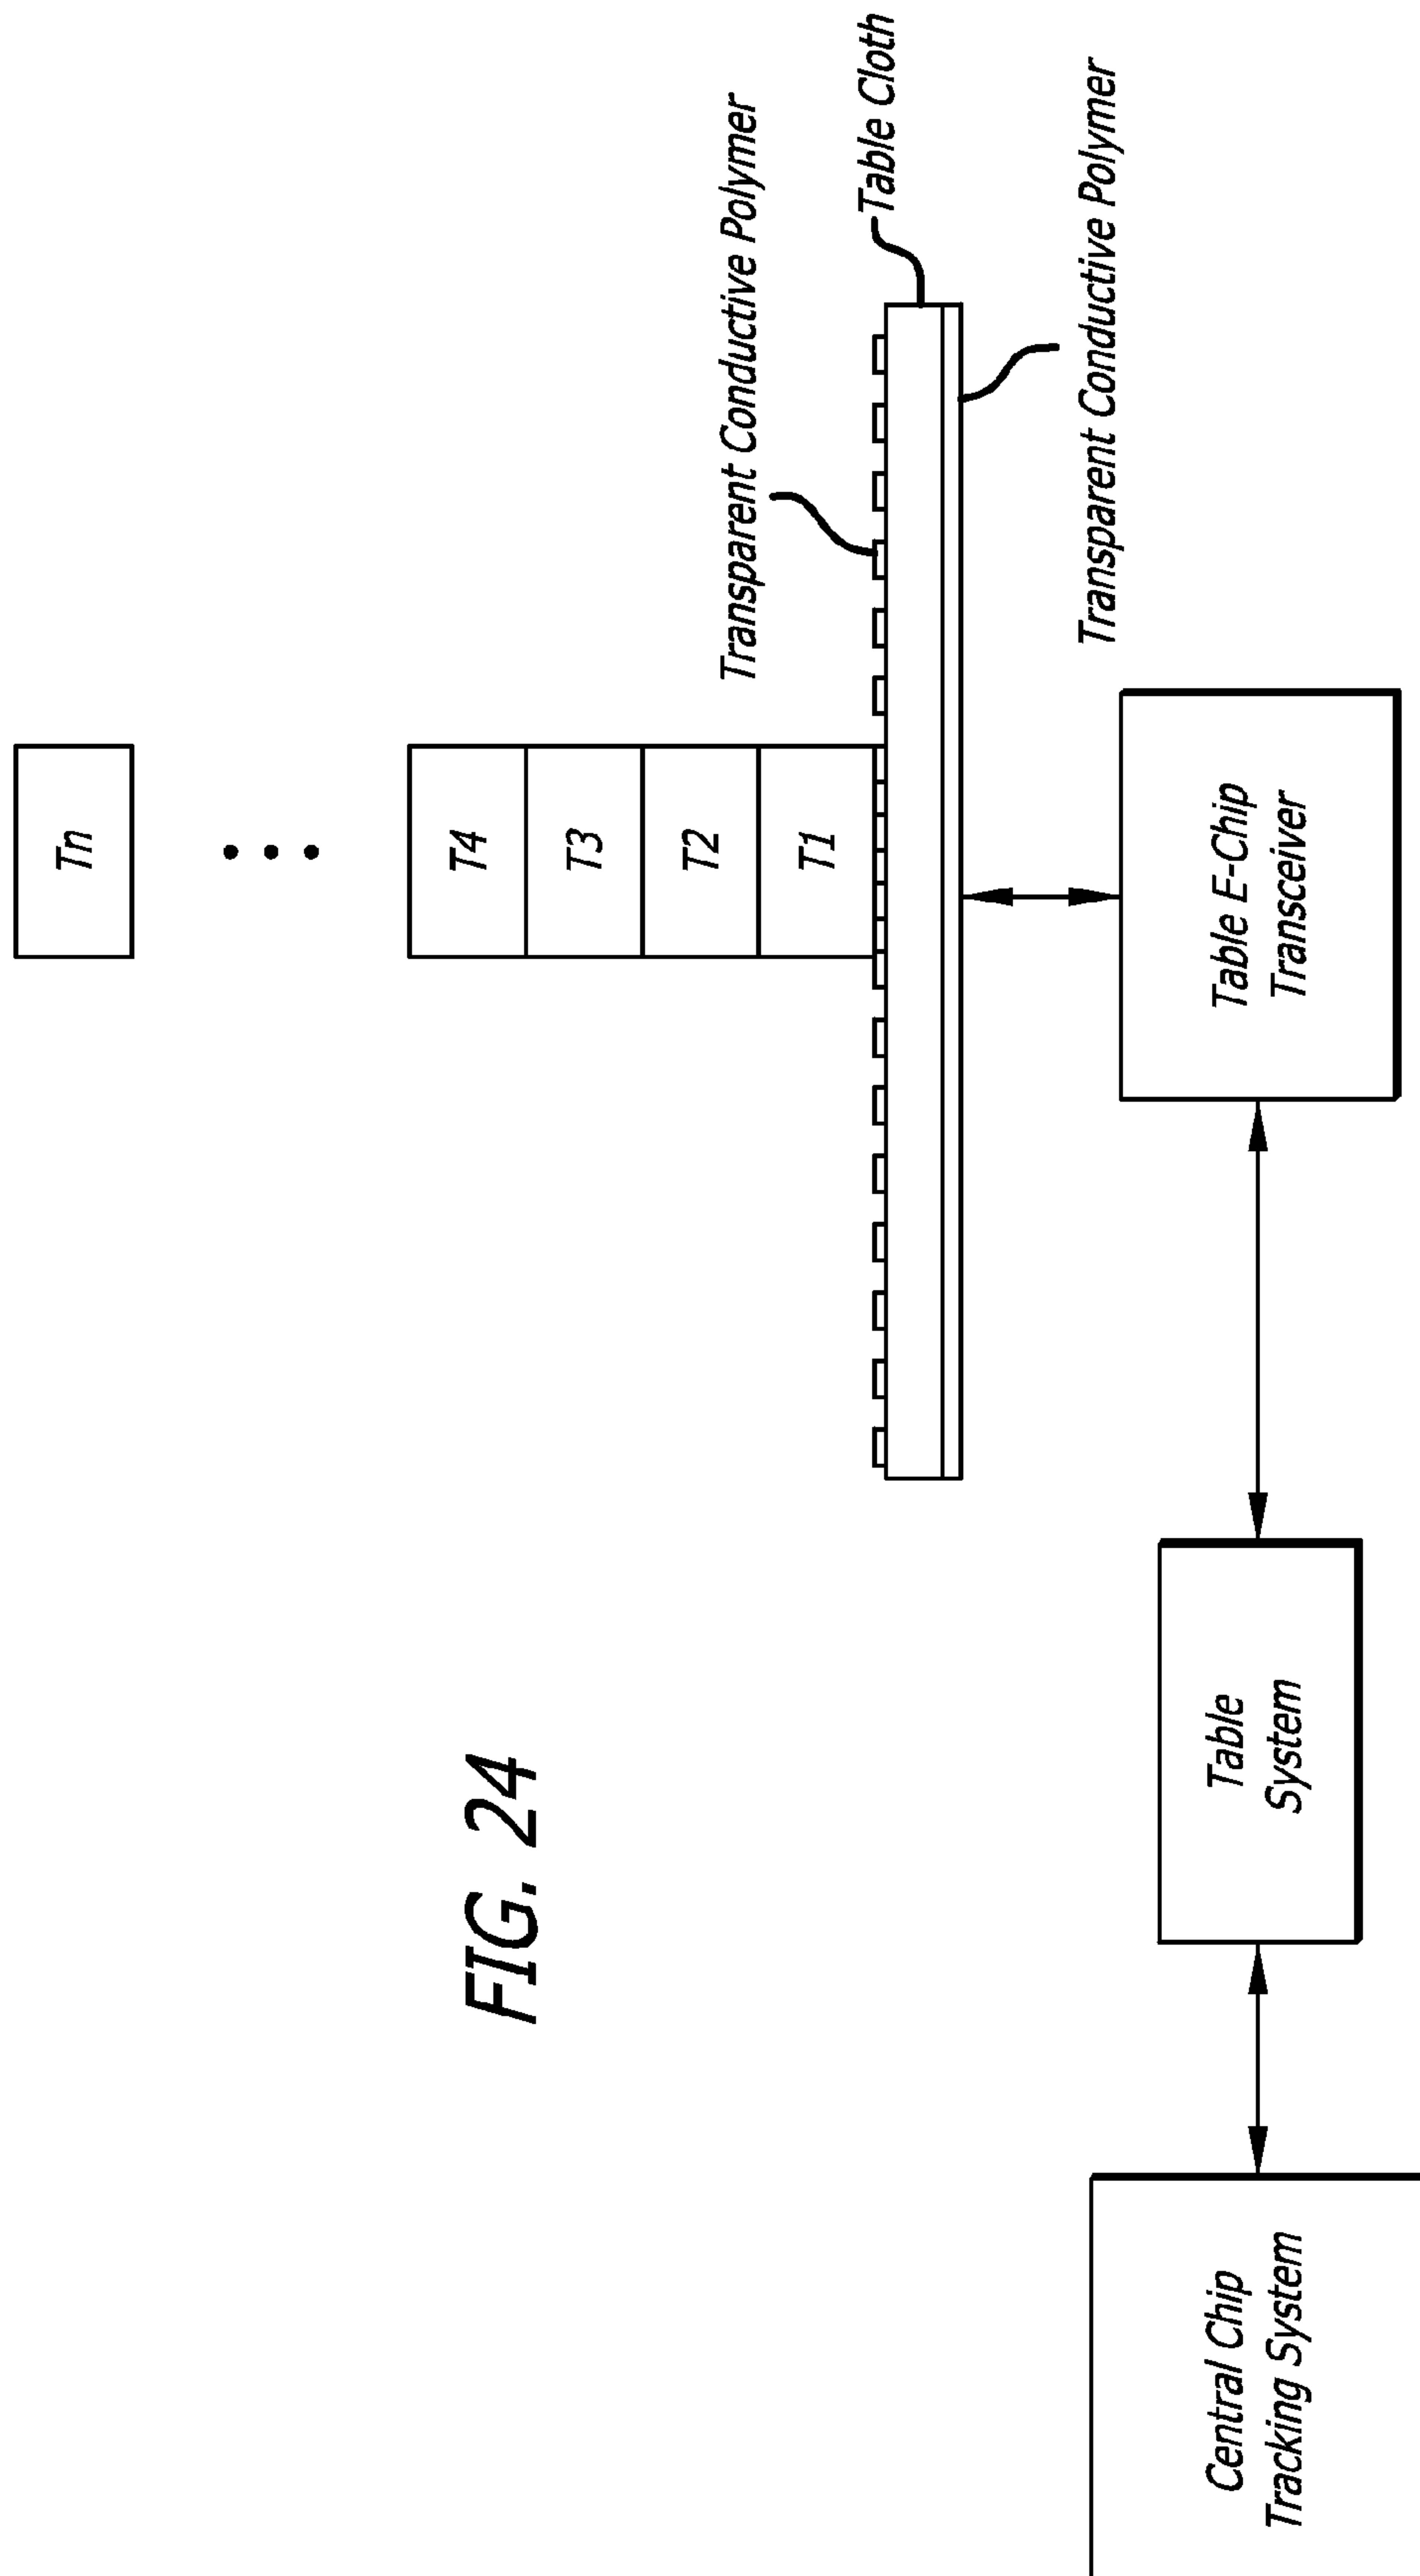 Tn
T4
T3
T2
T1
Transparent Conductive Polymer
Table Cloth
Transparent Conductive Polymer
Table E-Chip
Transceiver
Table
System
Central Chip
Tracking System
FIG. 24